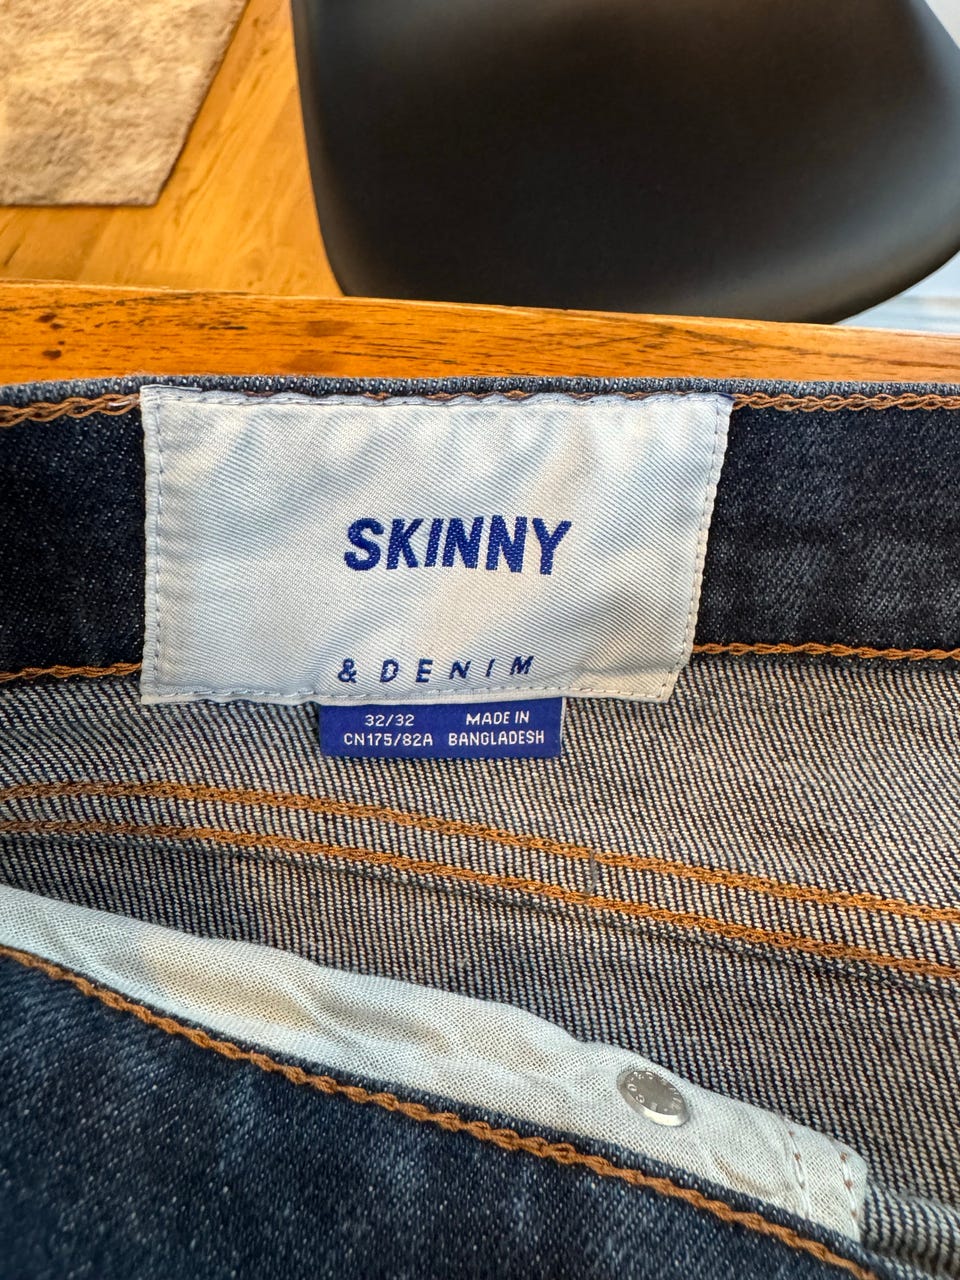 SKINNY
& DENIM
32/32 MADE IN
CN175/82A BANGLADESH